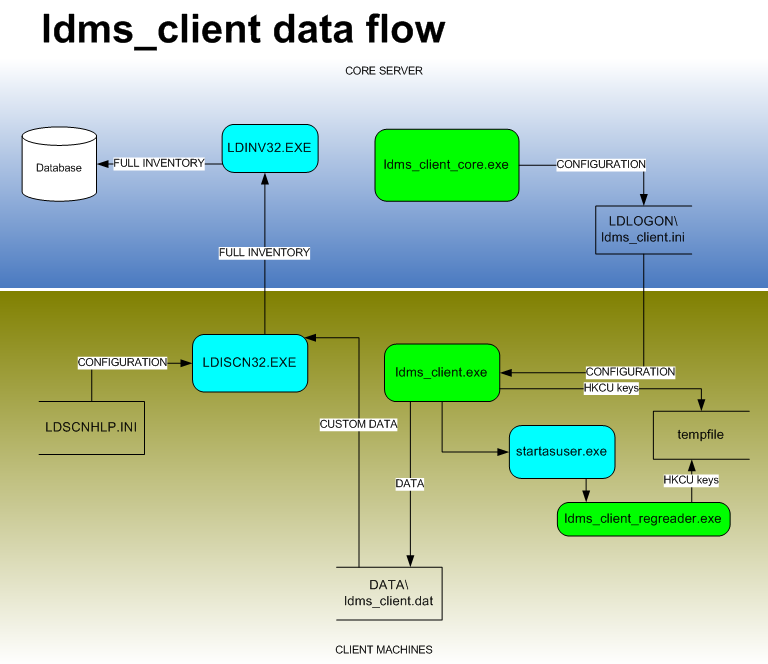 ldms_client data flow
CORE SERVER
Database
FULL INVENTORY
LDINV32.EXE
ldms_client_core.exe
CONFIGURATION
LDLOGON\
ldms_client.ini
FULL INVENTORY
CONFIGURATION
LDISCN32.EXE
LDSCNHLP.INI
ldms_client.exe
CONFIGURATION
HKCU keys
CUSTOM DATA
tempfile
startasuser.exe
DATA
HKCU keys
ldms_client_regreader.exe
DATA\
ldms_client.dat
CLIENT MACHINES